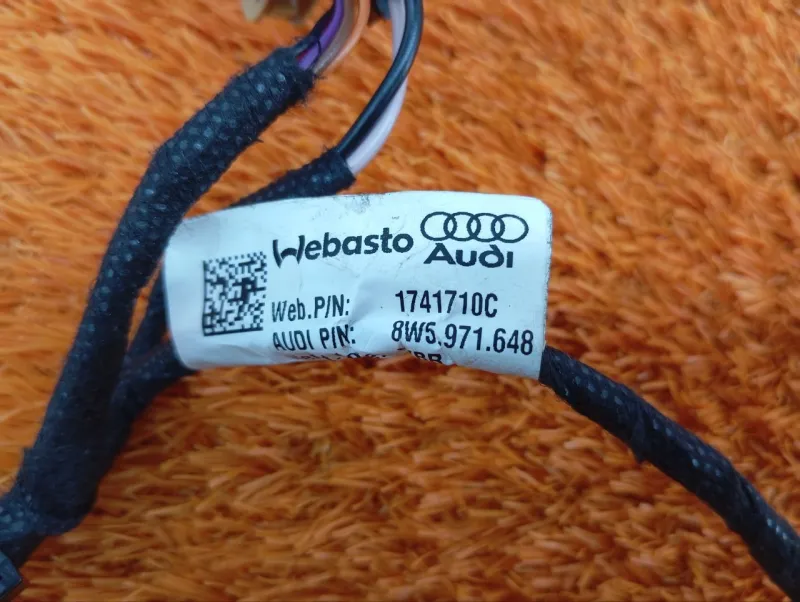 Webasto Audi
Web.P/N: 1741710C
AUDI P/N: 8W5.971.648